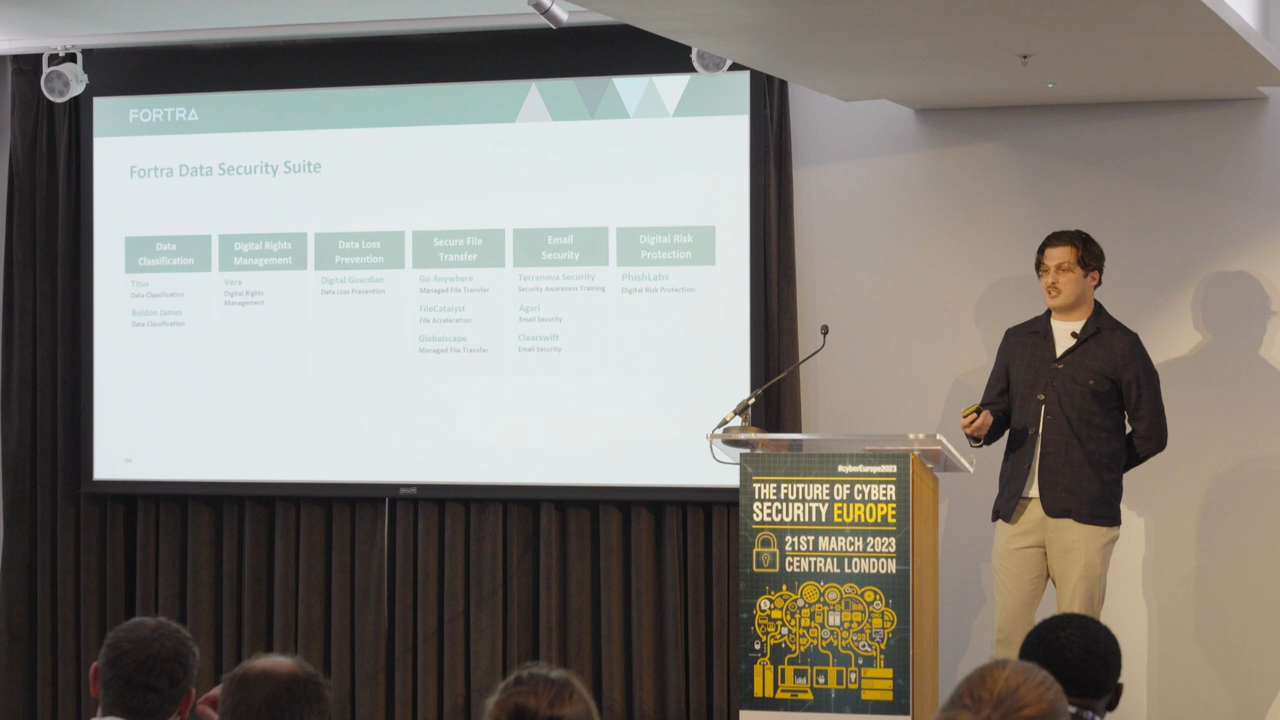 FORTRA
Fortra Data Security Suite
Data
Classification
Titus
Data Classification
Boldon James
Data Classification
Digital Rights
Management
Vera
Digital Rights
Management
Data Loss
Prevention
Digital Guardian
Data Loss Prevention
Secure File
Transfer
Go Anywhere
Managed File Transfer
FileCatalyst
File Acceleration
Globalscape
Managed File Transfer
Email
Security
Terranova Security
Security Awareness Training
Agari
Email Security
Clearswift
Email Security
Digital Risk
Protection
PhishLabs
Digital Risk Protection
#cyberEurope2023
THE FUTURE OF CYBER
SECURITY EUROPE
21ST MARCH 2023
CENTRAL LONDON